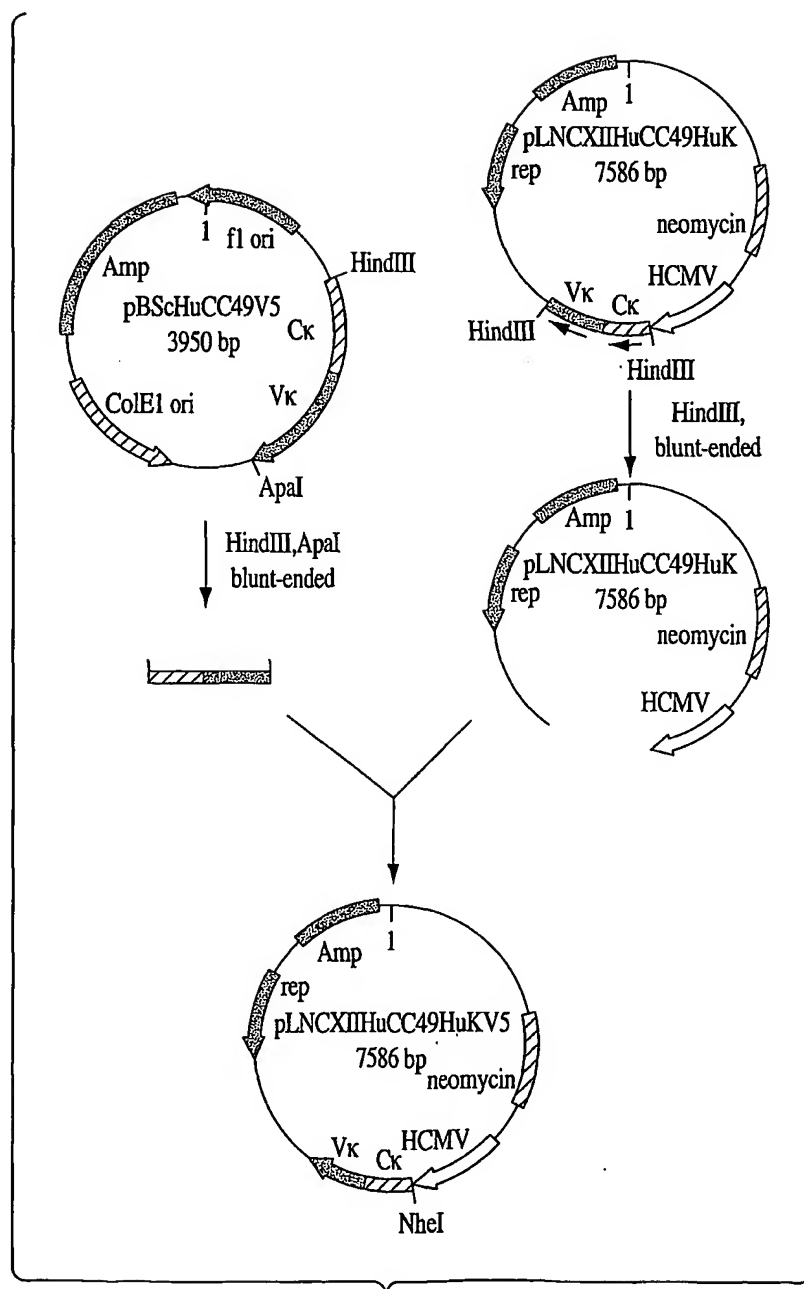 Amp
1
pLNCXIIHuCC49HuK
7586 bp
rep
neomycin
HCMV
Vκ
Cκ
HindIII
HindIII
1
f1 ori
HindIII
Amp
pBScHuCC49V5
3950 bp
Cκ
Vκ
ColE1 ori
ApaI
HindIII,ApaI
blunt-ended
HindIII,
blunt-ended
Amp
1
pLNCXIIHuCC49HuK
rep
7586 bp
neomycin
HCMV
Amp
1
rep
pLNCXIIHuCC49HuKV5
7586 bp
neomycin
Vκ
Cκ
HCMV
NheI